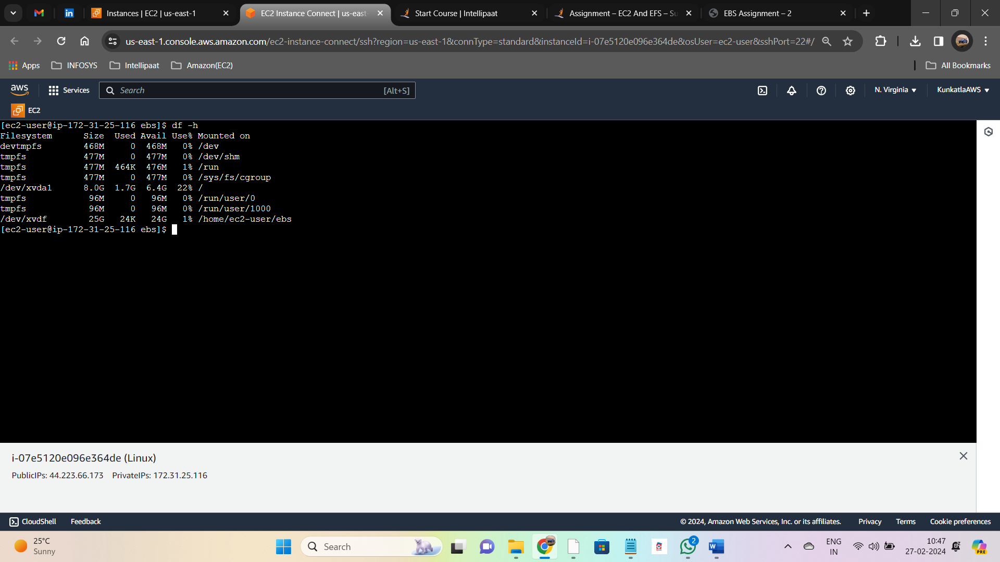 Instances | EC2 | us-east-1
EC2 Instance Connect | us-east-
Start Course | Intellipaat
Assignment – EC2 And EFS – Su
EBS Assignment – 2
us-east-1.console.aws.amazon.com/ec2-instance-connect/ssh?region=us-east-1&connType=standard&instanceId=i-07e5120e096e364de&osUser=ec2-user&sshPort=22#/
Apps INFOSYS Intellipaat Amazon(EC2) All Bookmarks
aws Services Search [Alt+S] N. Virginia KunkatlaAWS
EC2
[ec2-user@ip-172-31-25-116 ebs]$ df -h
Filesystem      Size  Used Avail Use% Mounted on
devtmpfs        468M     0  468M   0% /dev
tmpfs           477M     0  477M   0% /dev/shm
tmpfs           477M  464K  476M   1% /run
tmpfs           477M     0  477M   0% /sys/fs/cgroup
/dev/xvda1      8.0G  1.7G  6.4G  22% /
tmpfs            96M     0   96M   0% /run/user/0
tmpfs            96M     0   96M   0% /run/user/1000
/dev/xvdf        25G   24K   24G   1% /home/ec2-user/ebs
[ec2-user@ip-172-31-25-116 ebs]$
i-07e5120e096e364de (Linux)
PublicIPs: 44.223.66.173 PrivateIPs: 172.31.25.116
CloudShell Feedback © 2024, Amazon Web Services, Inc. or its affiliates. Privacy Terms Cookie preferences
25°C
Sunny
Search
2
ENG
IN
10:47
27-02-2024
PRE